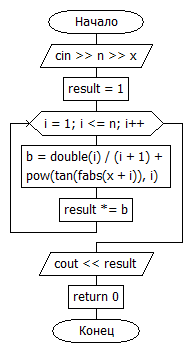 Начало
cin >> n >> x
result = 1
i = 1; i <= n; i++
b = double(i) / (i + 1) +
pow(tan(fabs(x + i)), i)
result *= b
cout << result
return 0
Конец